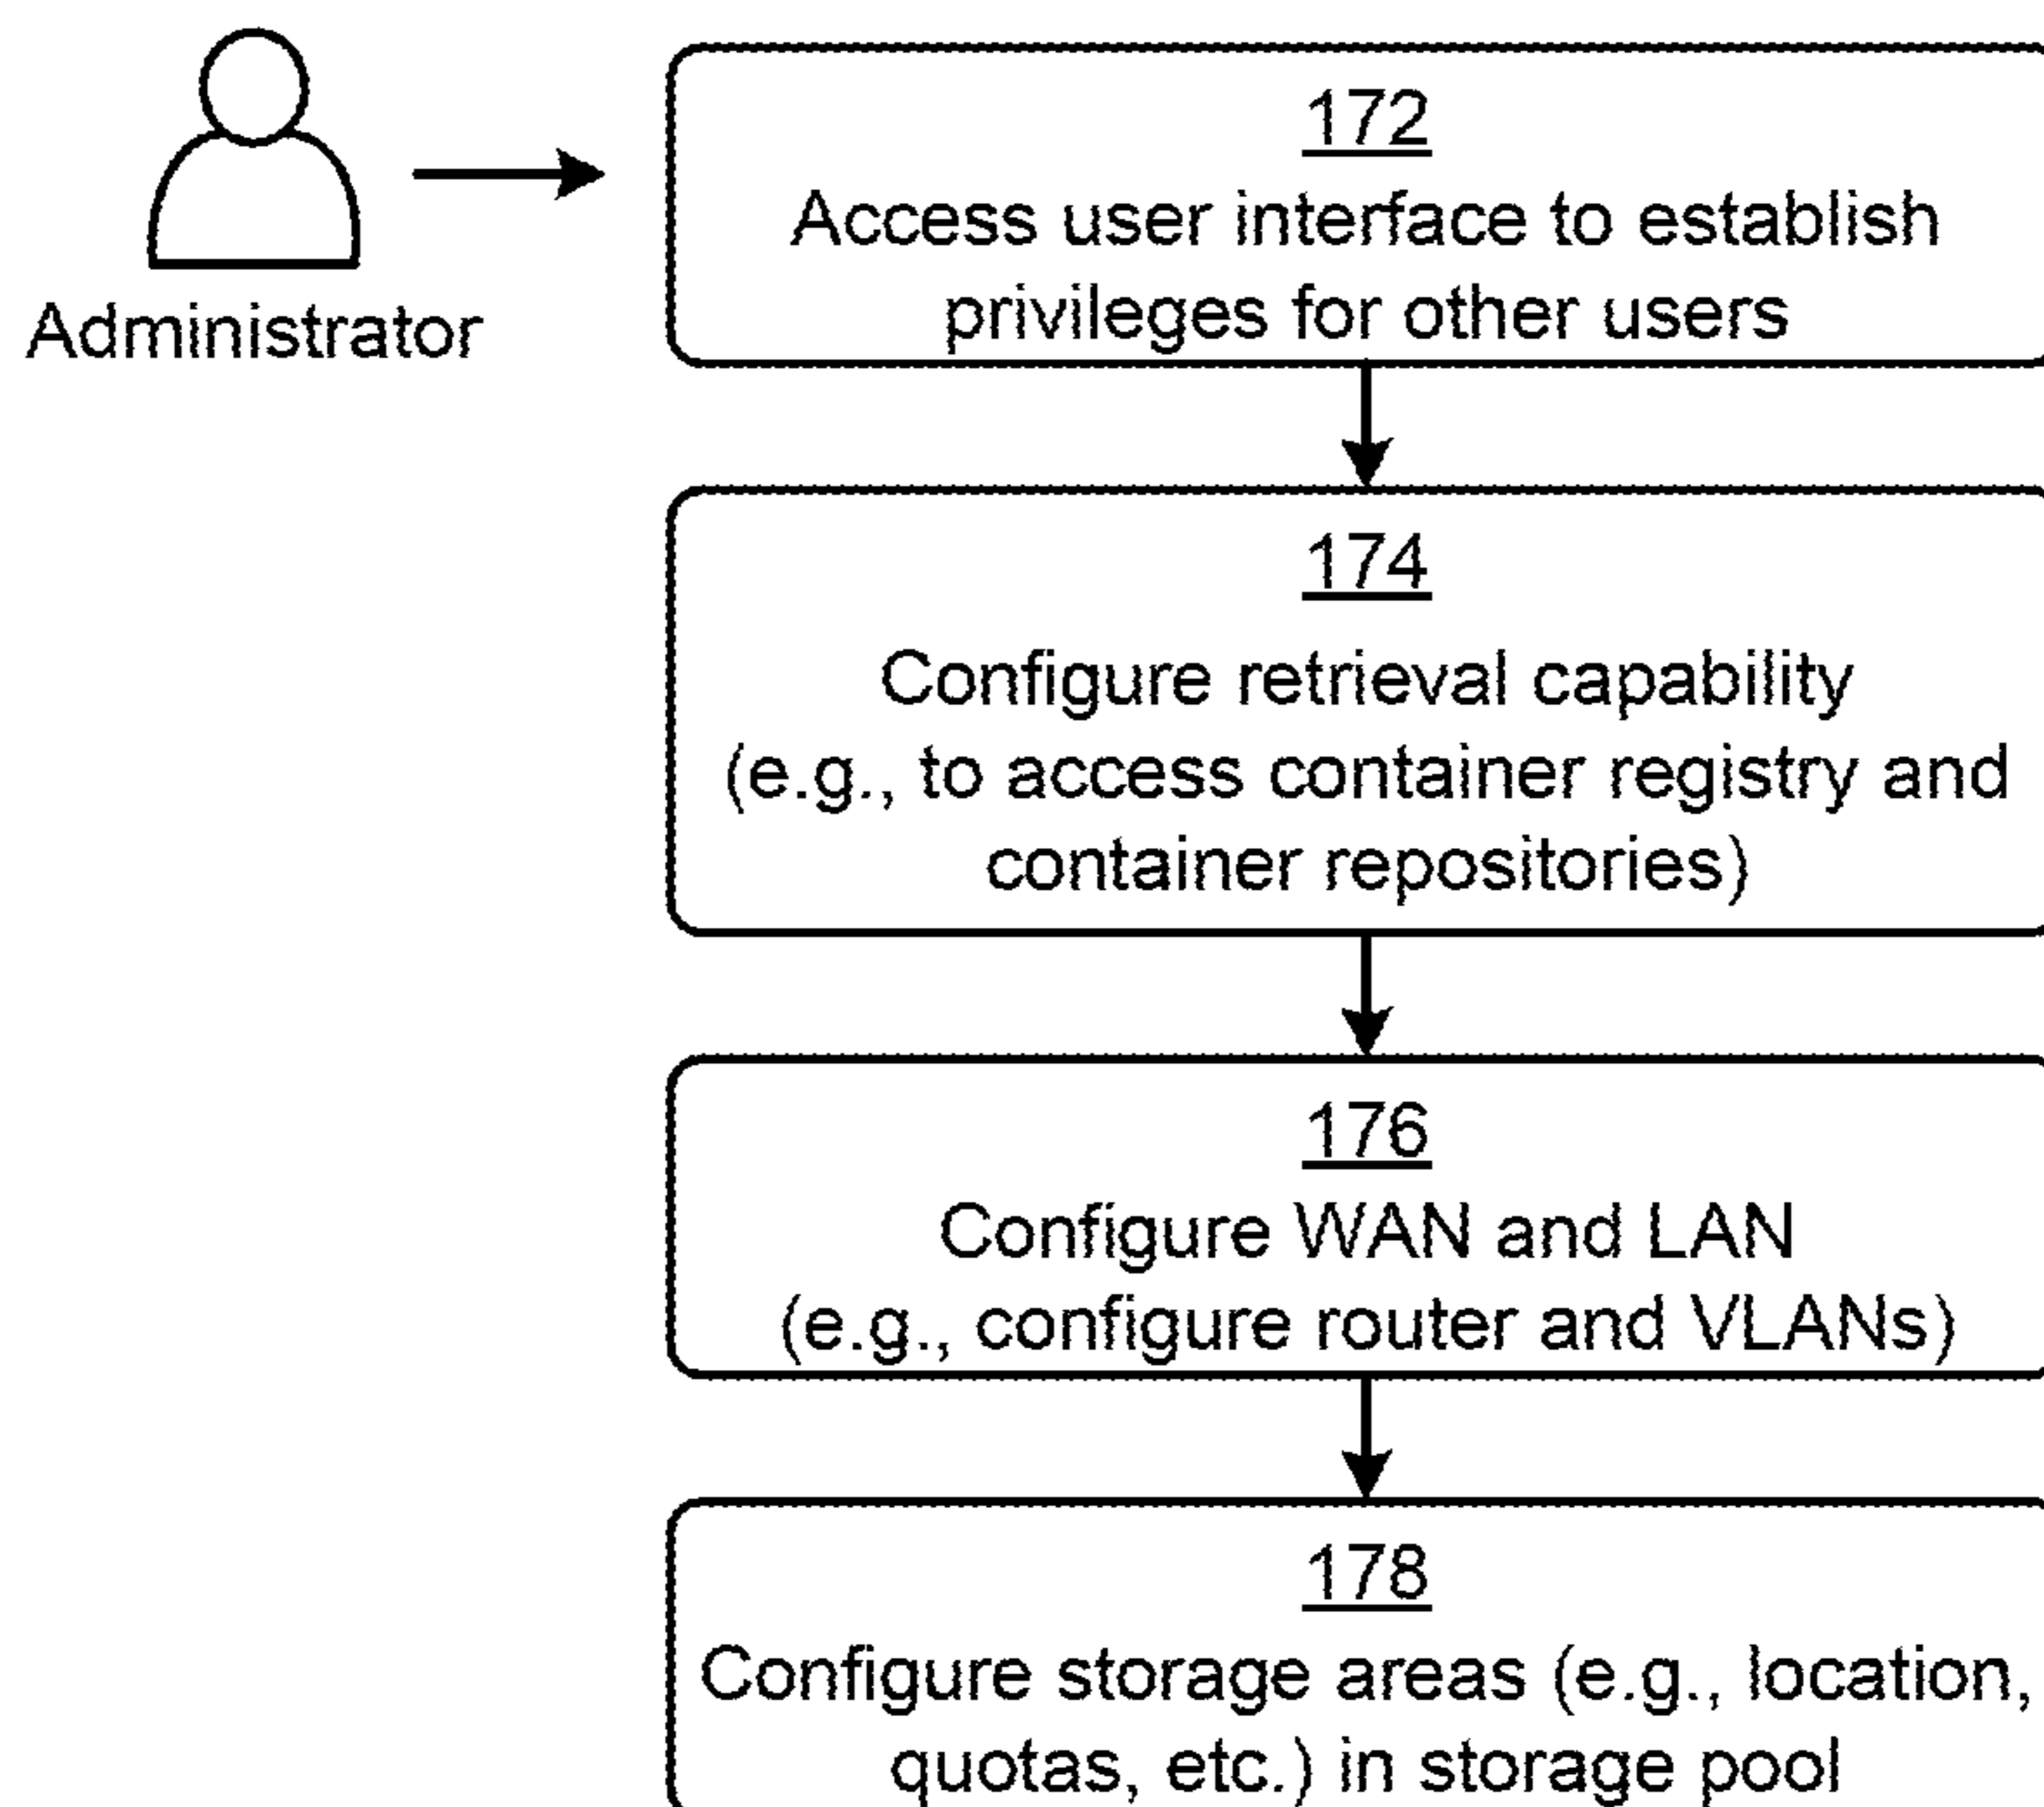 Administrator
172
Access user interface to establish
privileges for other users
174
Configure retrieval capability
(e.g., to access container registry and
container repositories)
176
Configure WAN and LAN
(e.g., configure router and VLANs)
178
Configure storage areas (e.g., location,
quotas, etc.) in storage pool